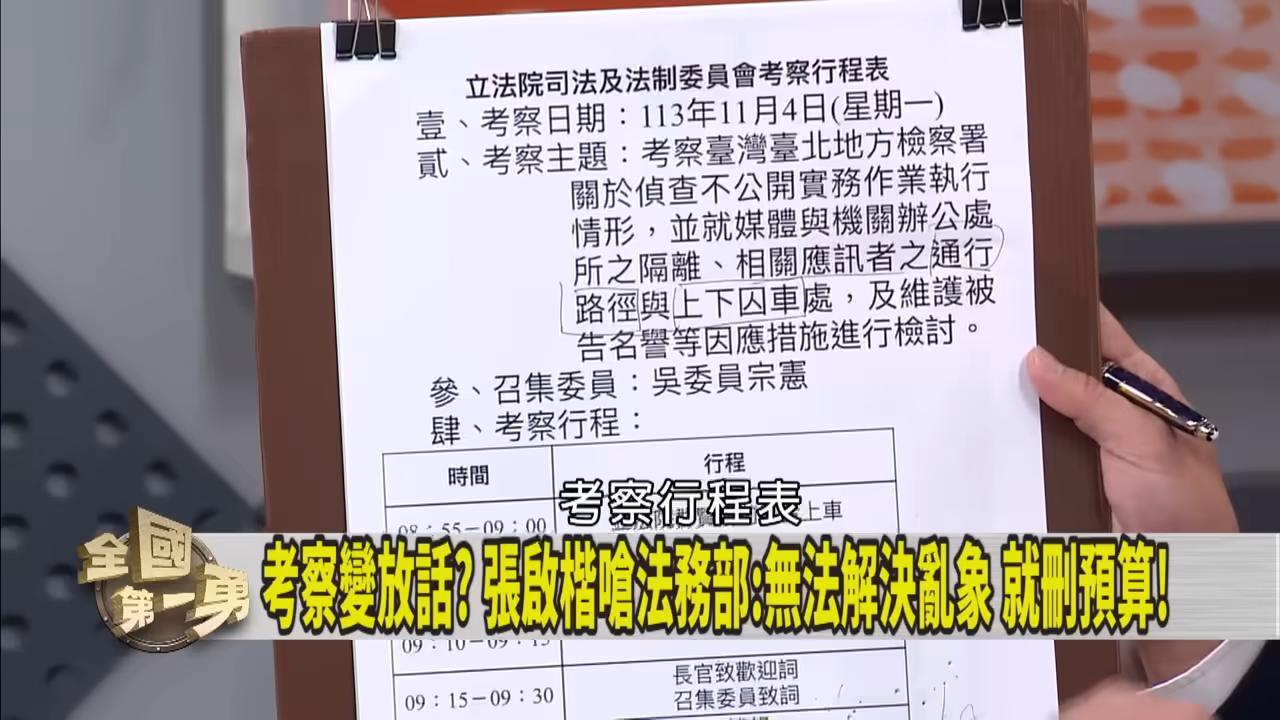 立法院司法及法制委員會考察行程表
壹、考察日期：113年11月4日(星期一)
貳、考察主題：考察臺灣臺北地方檢察署
關於偵查不公開實務作業執行
情形，並就媒體與機關辦公處
所之隔離、相關應訊者之通行
路徑與上下囚車處，及維護被
告名譽等因應措施進行檢討。
參、召集委員：吳委員宗憲
肆、考察行程：
時間 行程
08：55－09：00 上車
考察行程表
全國第一勇
考察變放話? 張啟楷嗆法務部:無法解決亂象 就刪預算!
09：10－09：15
長官致歡迎詞
09：15－09：30 召集委員致詞